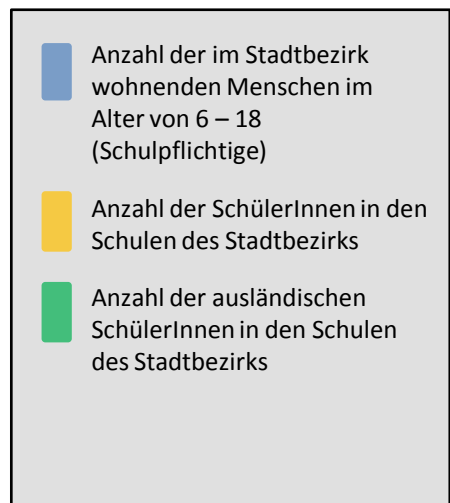 Anzahl der im Stadtbezirk
wohnenden Menschen im
Alter von 6 – 18
(Schulpflichtige)
Anzahl der SchülerInnen in den
Schulen des Stadtbezirks
Anzahl der ausländischen
SchülerInnen in den Schulen
des Stadtbezirks